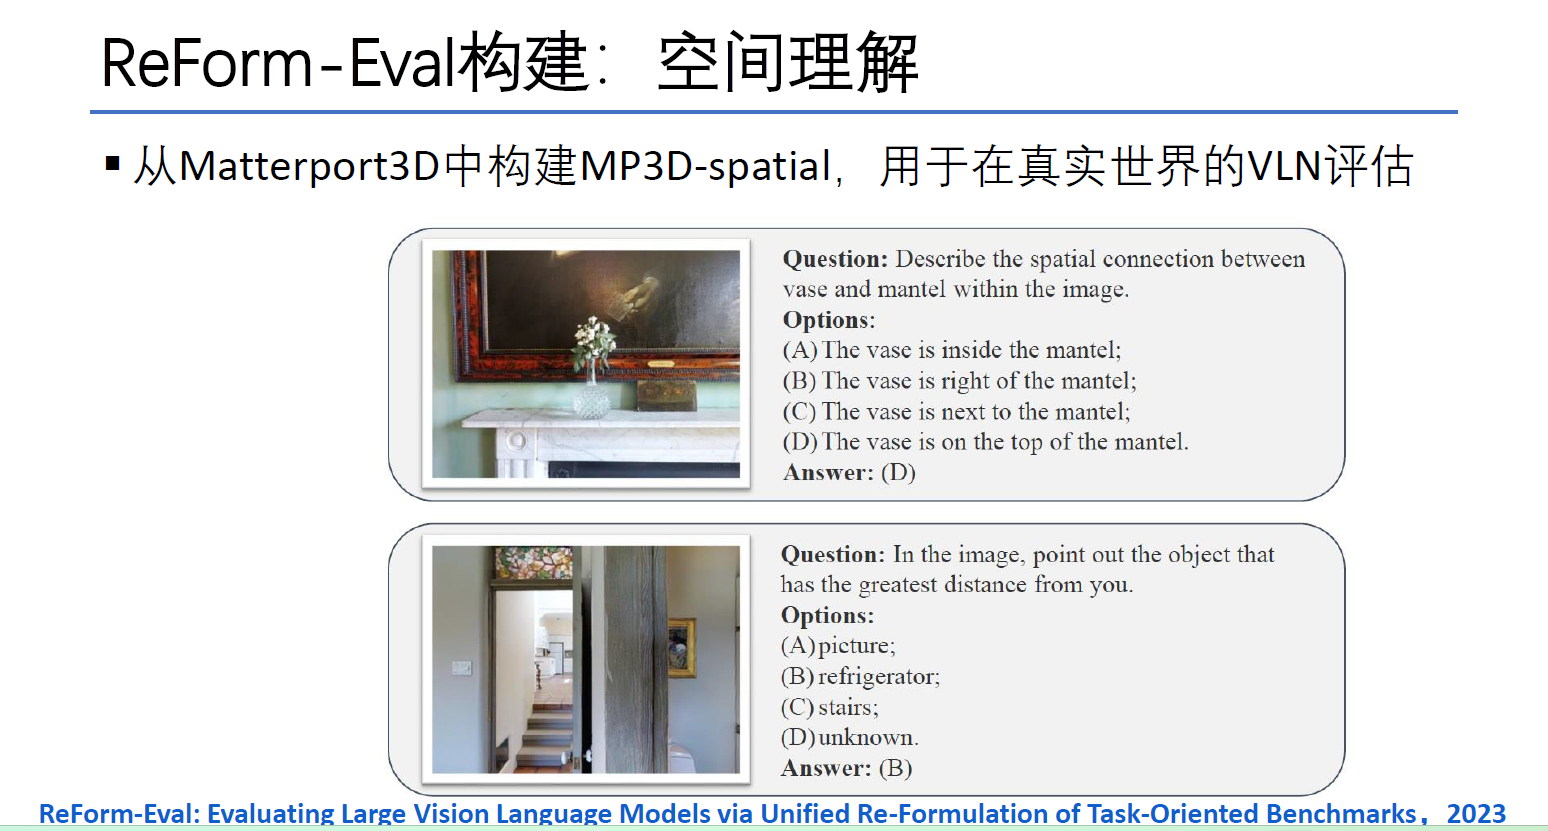 ReForm-Eval构建：空间理解
▪ 从Matterport3D中构建MP3D-spatial，用于在真实世界的VLN评估
Question: Describe the spatial connection between
vase and mantel within the image.
Options:
(A) The vase is inside the mantel;
(B) The vase is right of the mantel;
(C) The vase is next to the mantel;
(D) The vase is on the top of the mantel.
Answer: (D)
Question: In the image, point out the object that
has the greatest distance from you.
Options:
(A) picture;
(B) refrigerator;
(C) stairs;
(D) unknown.
Answer: (B)
ReForm-Eval: Evaluating Large Vision Language Models via Unified Re-Formulation of Task-Oriented Benchmarks，2023